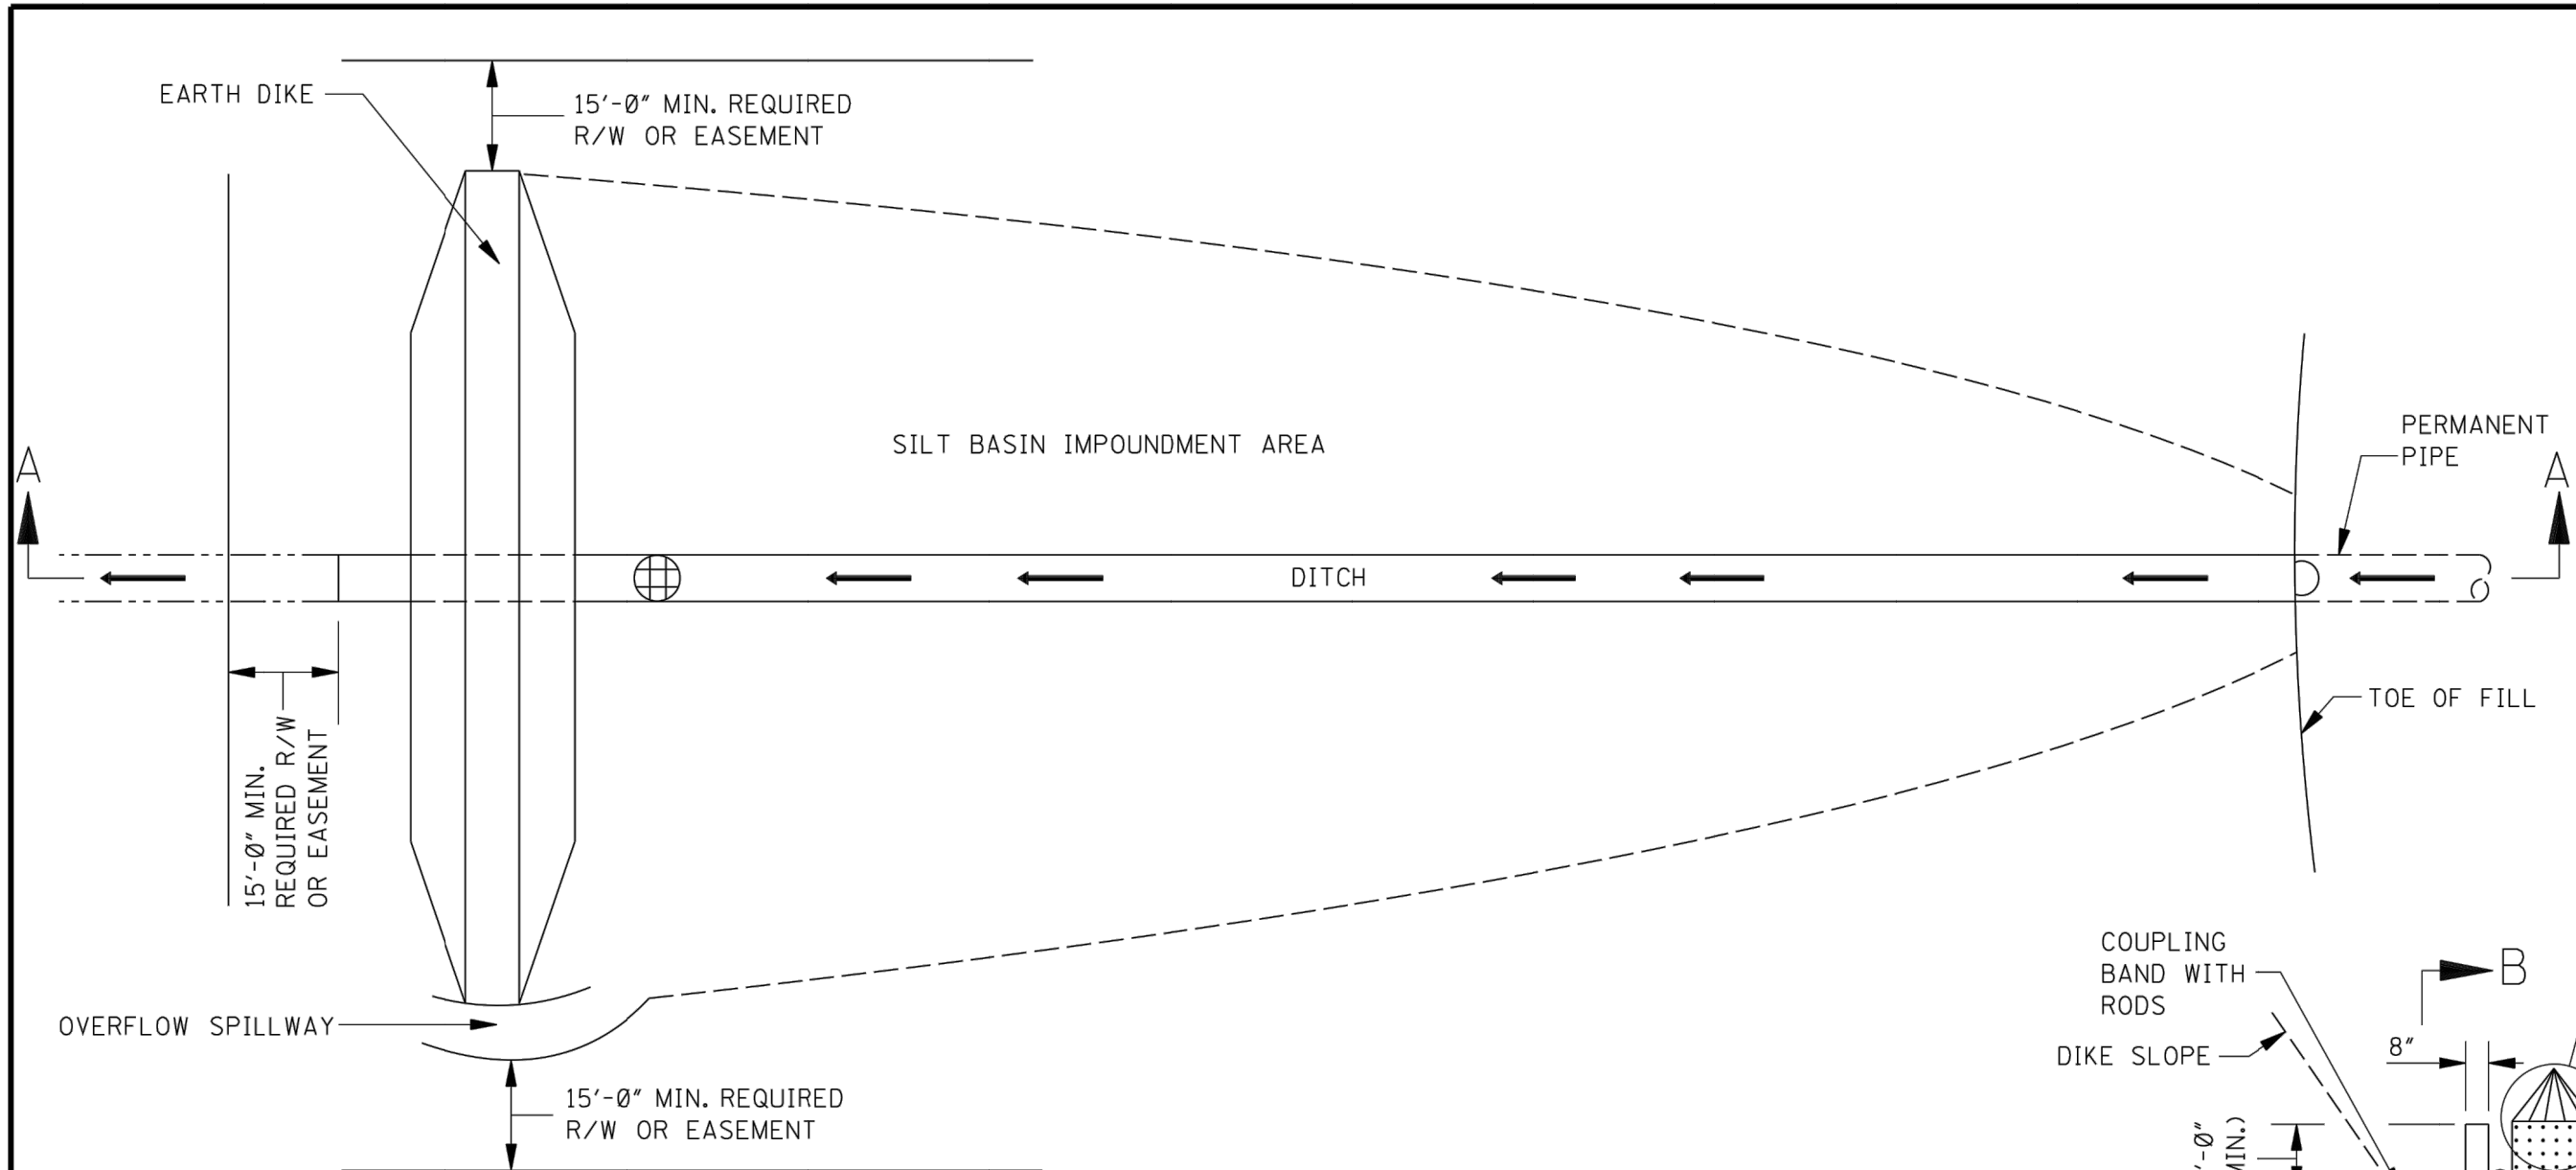 EARTH DIKE
15'-0" MIN. REQUIRED
R/W OR EASEMENT
SILT BASIN IMPOUNDMENT AREA
PERMANENT
PIPE
A
A
DITCH
15'-0" MIN.
REQUIRED R/W
OR EASEMENT
TOE OF FILL
COUPLING
BAND WITH
RODS
B
OVERFLOW SPILLWAY
DIKE SLOPE
8"
15'-0" MIN. REQUIRED
R/W OR EASEMENT
'-0"
MIN.)